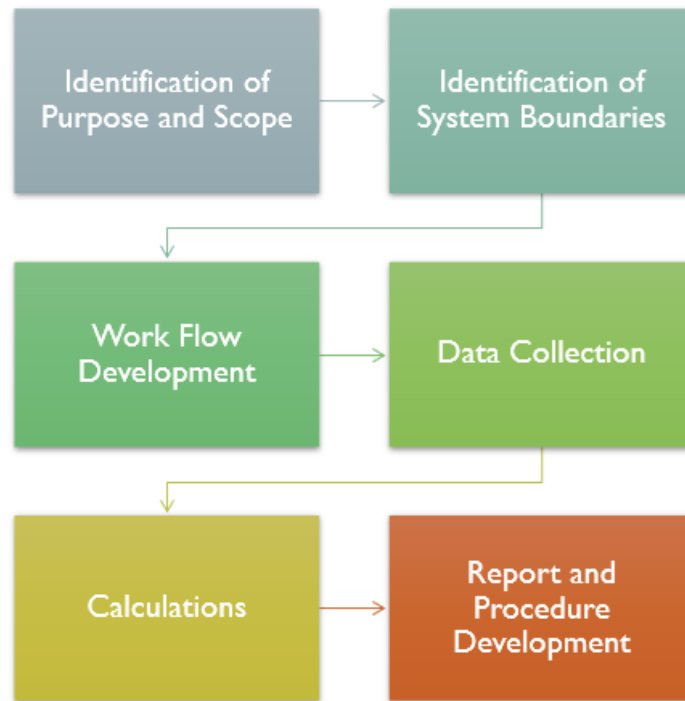 Identification of
Purpose and Scope
Identification of
System Boundaries
Work Flow
Development
Data Collection
Calculations
Report and
Procedure
Development